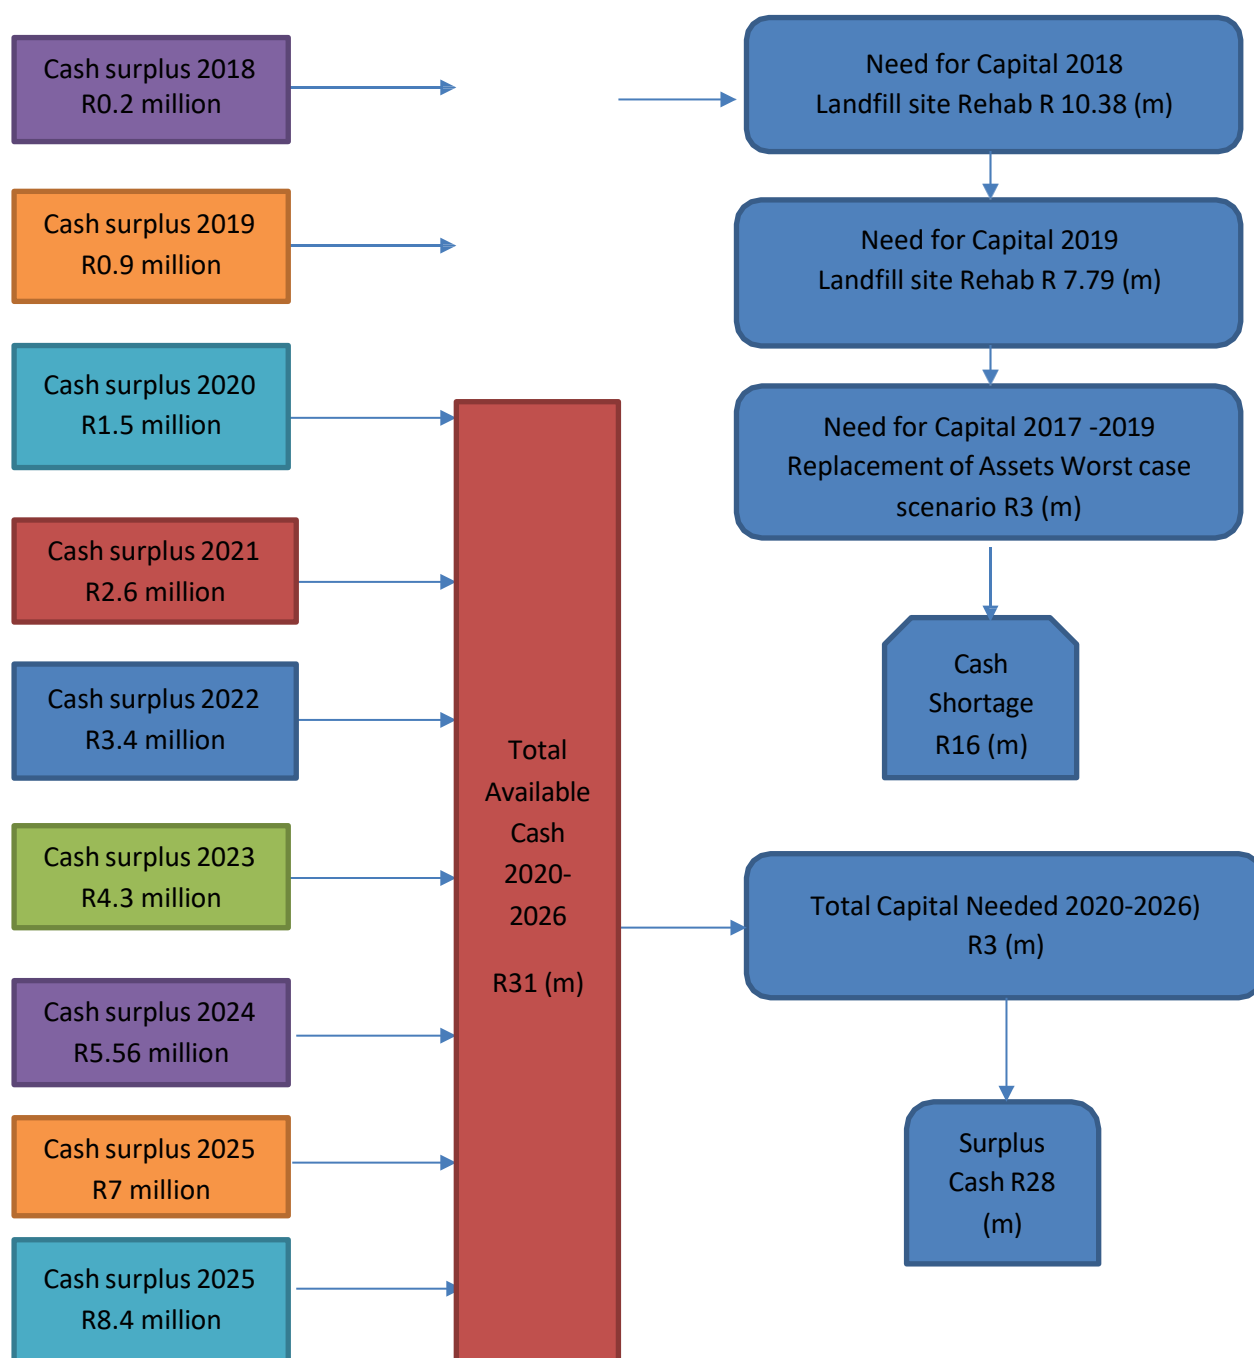 Cash surplus 2018
R0.2 million
Cash surplus 2019
R0.9 million
Cash surplus 2020
R1.5 million
Cash surplus 2021
R2.6 million
Cash surplus 2022
R3.4 million
Cash surplus 2023
R4.3 million
Cash surplus 2024
R5.56 million
Cash surplus 2025
R7 million
Cash surplus 2025
R8.4 million
Total
Available
Cash
2020-
2026
R31 (m)
Need for Capital 2018
Landfill site Rehab R 10.38 (m)
Need for Capital 2019
Landfill site Rehab R 7.79 (m)
Need for Capital 2017 -2019
Replacement of Assets Worst case
scenario R3 (m)
Cash
Shortage
R16 (m)
Total Capital Needed 2020-2026)
R3 (m)
Surplus
Cash R28
(m)